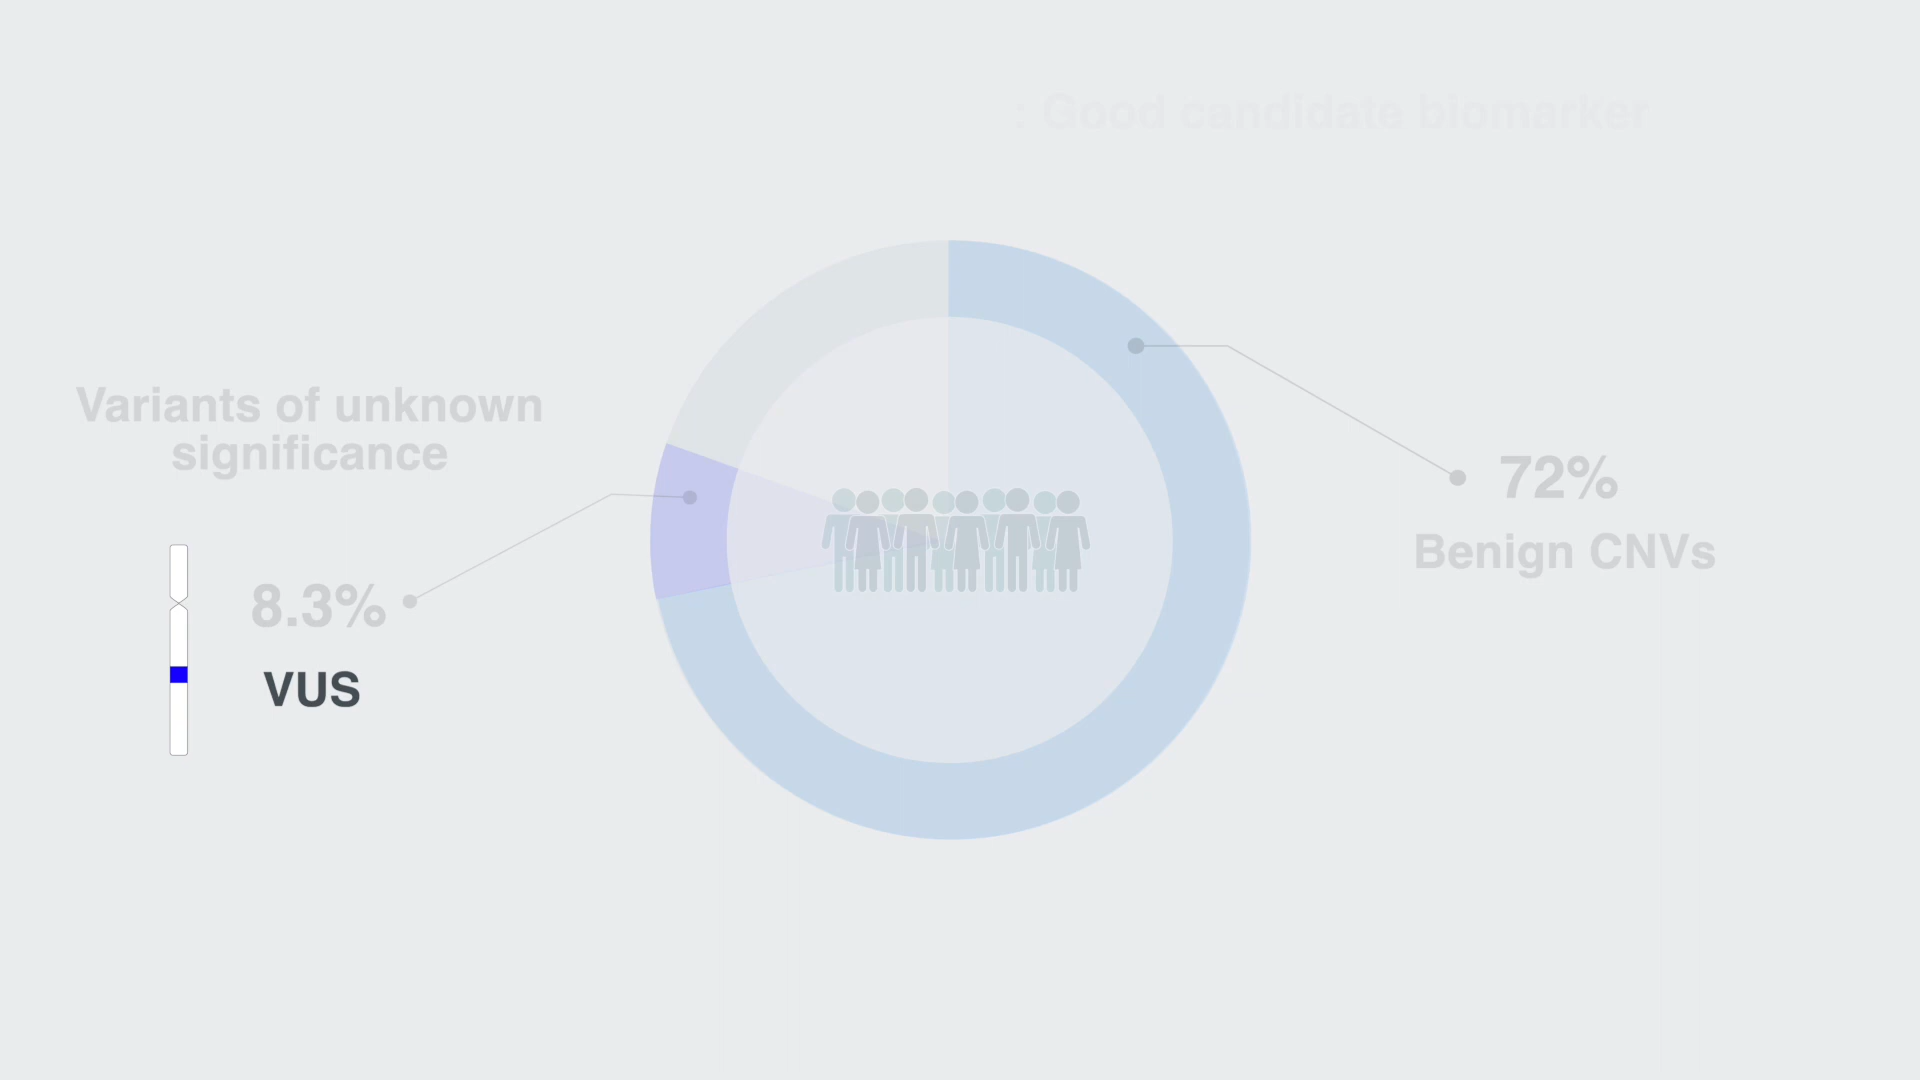 : Good candidate biomarker
Variants of unknown
significance
8.3%
VUS
72%
Benign CNVs